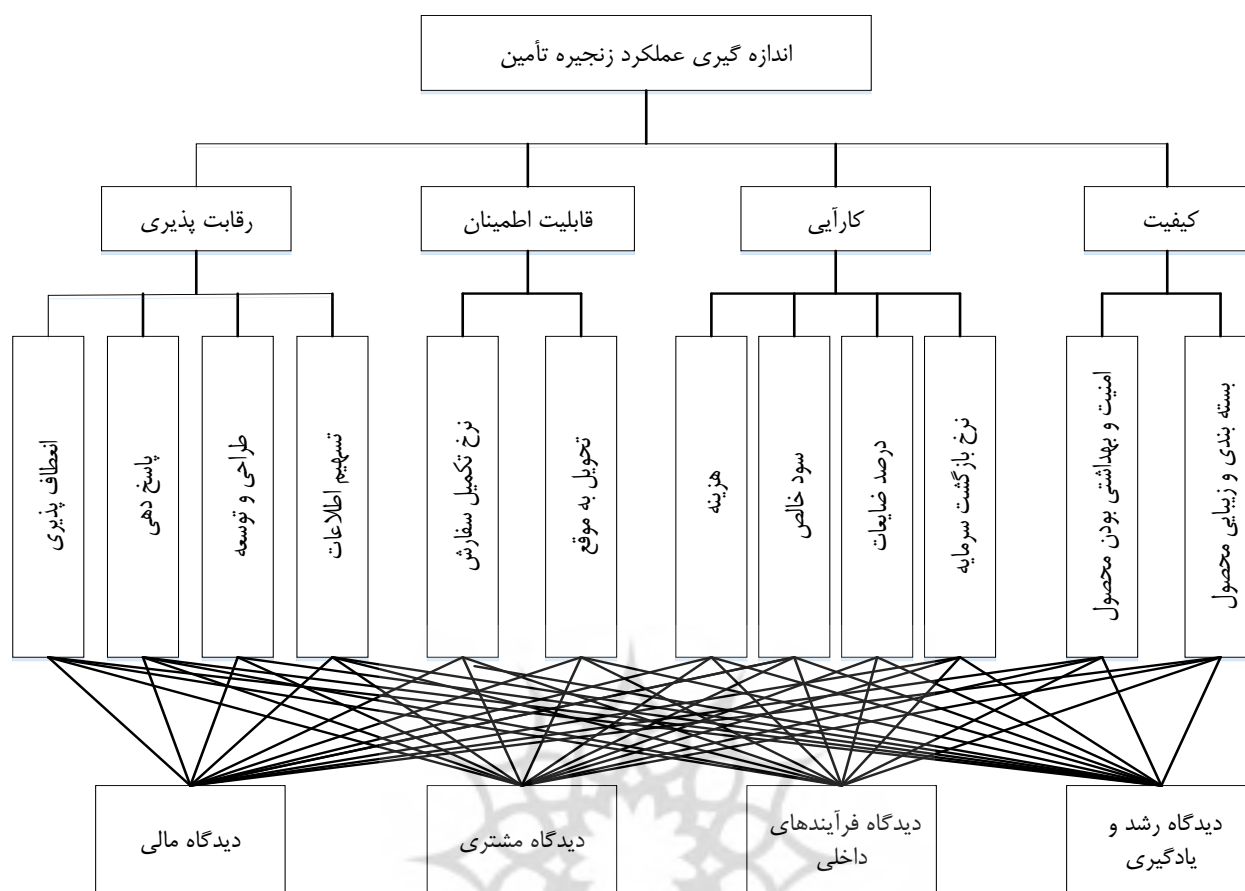 اندازه گیری عملکرد زنجیره تأمین
کیفیت
کارآیی
قابلیت اطمینان
رقابت پذیری
بسته بندی و زیبایی محصول
امنیت و بهداشتی بودن محصول
نرخ بازگشت سرمایه
درصد ضایعات
سود خالص
هزینه
تحویل به موقع
نرخ تکمیل سفارش
تسهیم اطلاعات
طراحی و توسعه
پاسخ دهی
انعطاف پذیری
دیدگاه رشد و
یادگیری
دیدگاه فرآیندهای
داخلی
دیدگاه مشتری
دیدگاه مالی